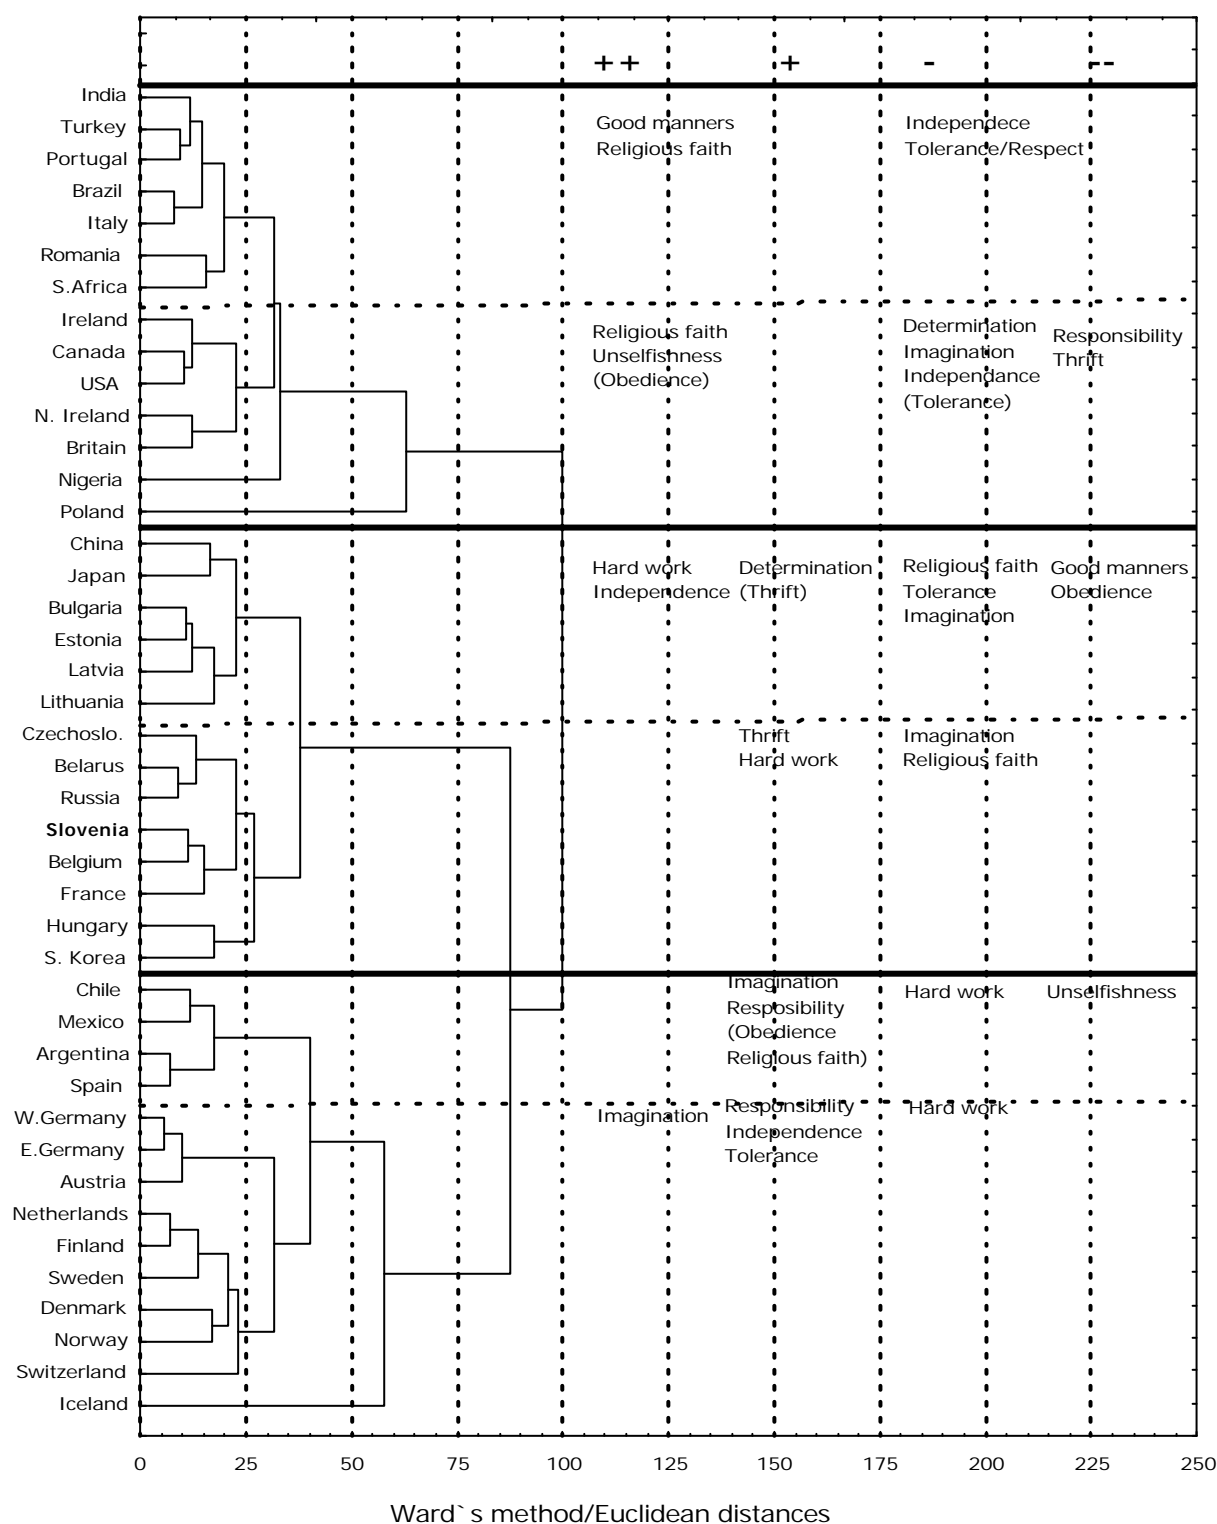 ++ + - --
India
Turkey
Portugal
Brazil
Italy
Romania
S.Africa
Good manners
Religious faith
Independece
Tolerance/Respect
Ireland
Canada
USA
N. Ireland
Britain
Nigeria
Poland
Religious faith
Unselfishness
(Obedience)
Determination
Imagination
Independance
(Tolerance)
Responsibility
Thrift
China
Japan
Bulgaria
Estonia
Latvia
Lithuania
Hard work
Independence
Determination
(Thrift)
Religious faith
Tolerance
Imagination
Good manners
Obedience
Czechoslo.
Belarus
Russia
Slovenia
Belgium
France
Hungary
S. Korea
Thrift
Hard work
Imagination
Religious faith
Chile
Mexico
Argentina
Spain
Imagination
Resposibility
(Obedience
Religious faith)
Hard work
Unselfishness
W.Germany
E.Germany
Austria
Netherlands
Finland
Sweden
Denmark
Norway
Switzerland
Iceland
Imagination
Responsibility
Independence
Tolerance
Hard work
0 25 50 75 100 125 150 175 200 225 250
Ward`s method/Euclidean distances